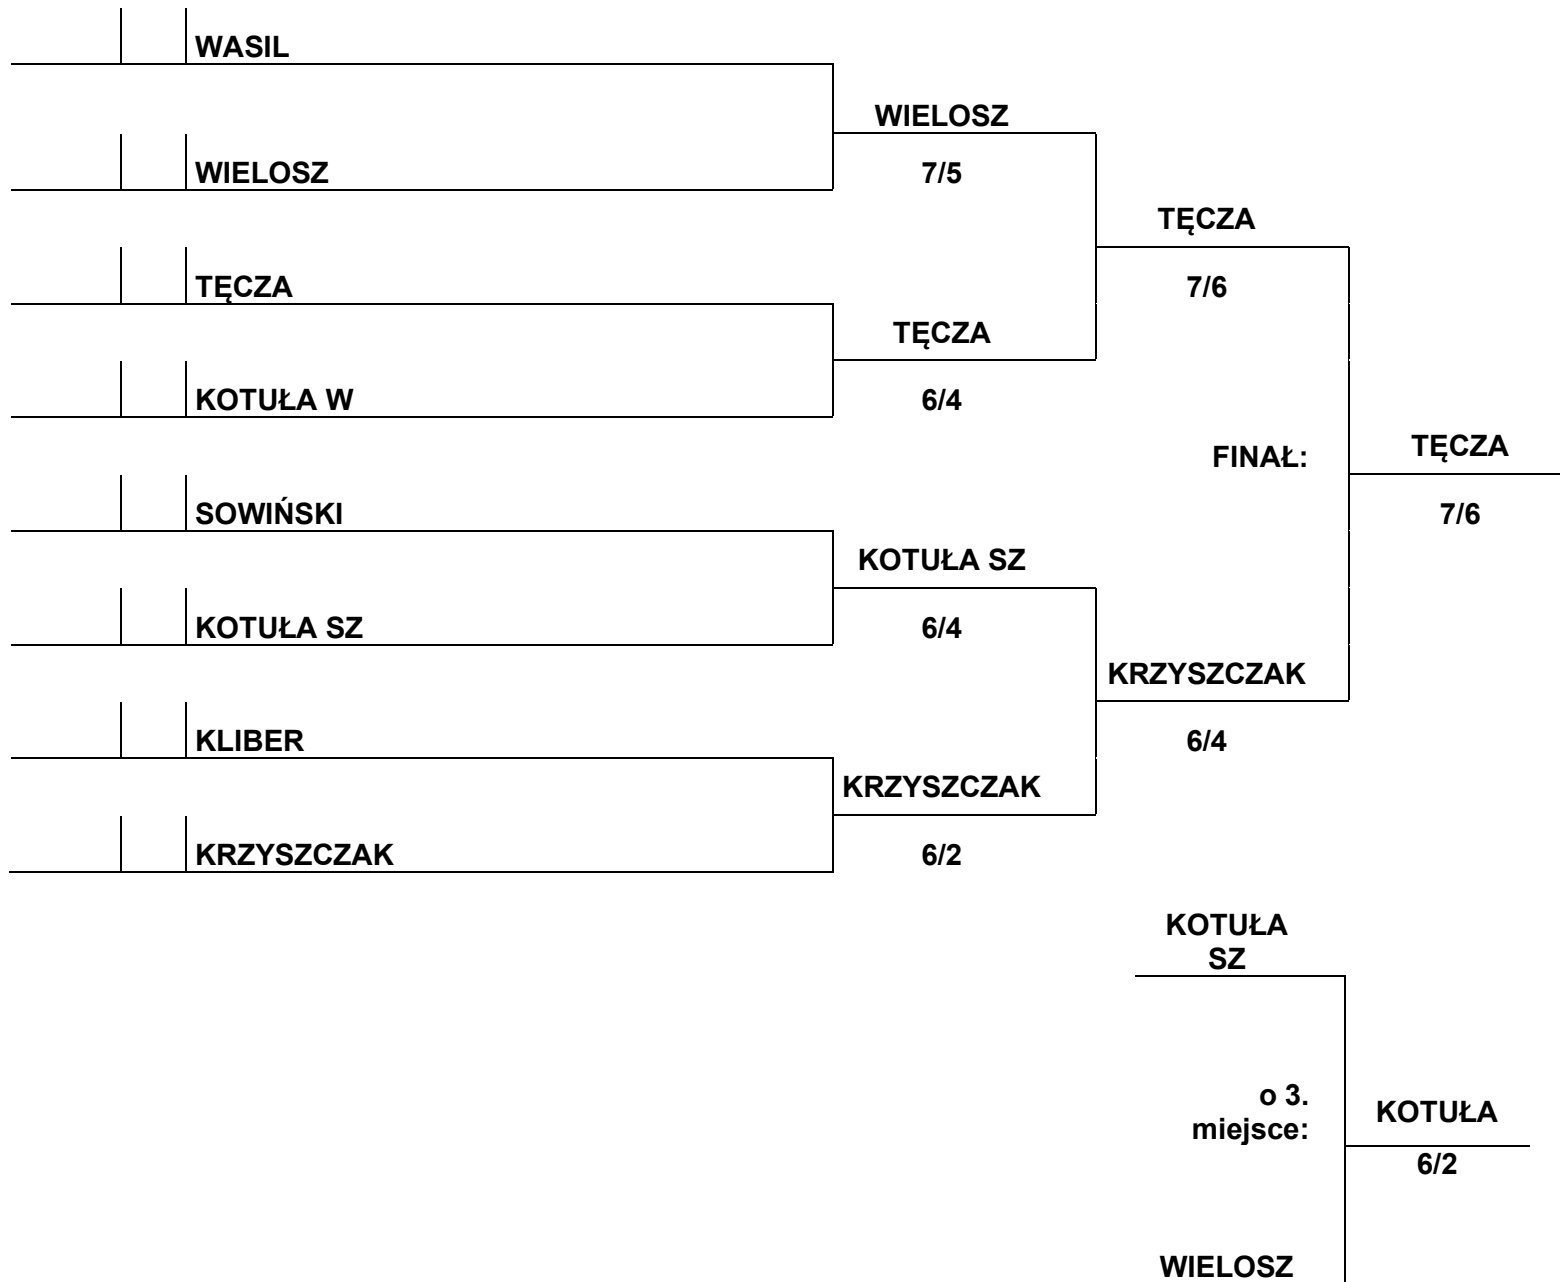 WASIL
WIELOSZ
WIELOSZ
7/5
TĘCZA
TĘCZA
7/6
TĘCZA
KOTUŁA W
6/4
FINAŁ:
TĘCZA
7/6
SOWIŃSKI
KOTUŁA SZ
KOTUŁA SZ
6/4
KRZYSZCZAK
6/4
KLIBER
KRZYSZCZAK
KRZYSZCZAK
6/2
KOTUŁA
SZ
o 3.
miejsce:
KOTUŁA
6/2
WIELOSZ